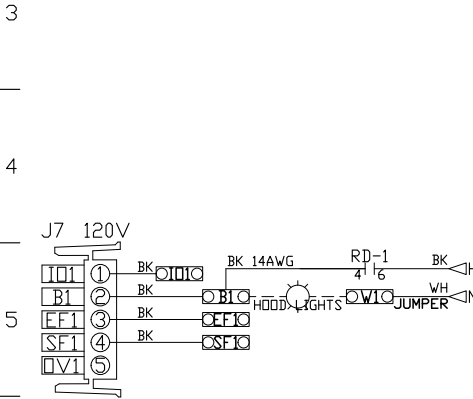 3
4
J7 120V
BK 14AWG
RD-1
BK
IO1 1 BK IO1
4 6
H
B1 2 BK B1
HOOD LIGHTS
W1
WH
JUMPER
N
5
EF1 3 BK EF1
SF1 4 BK SF1
OV1 5